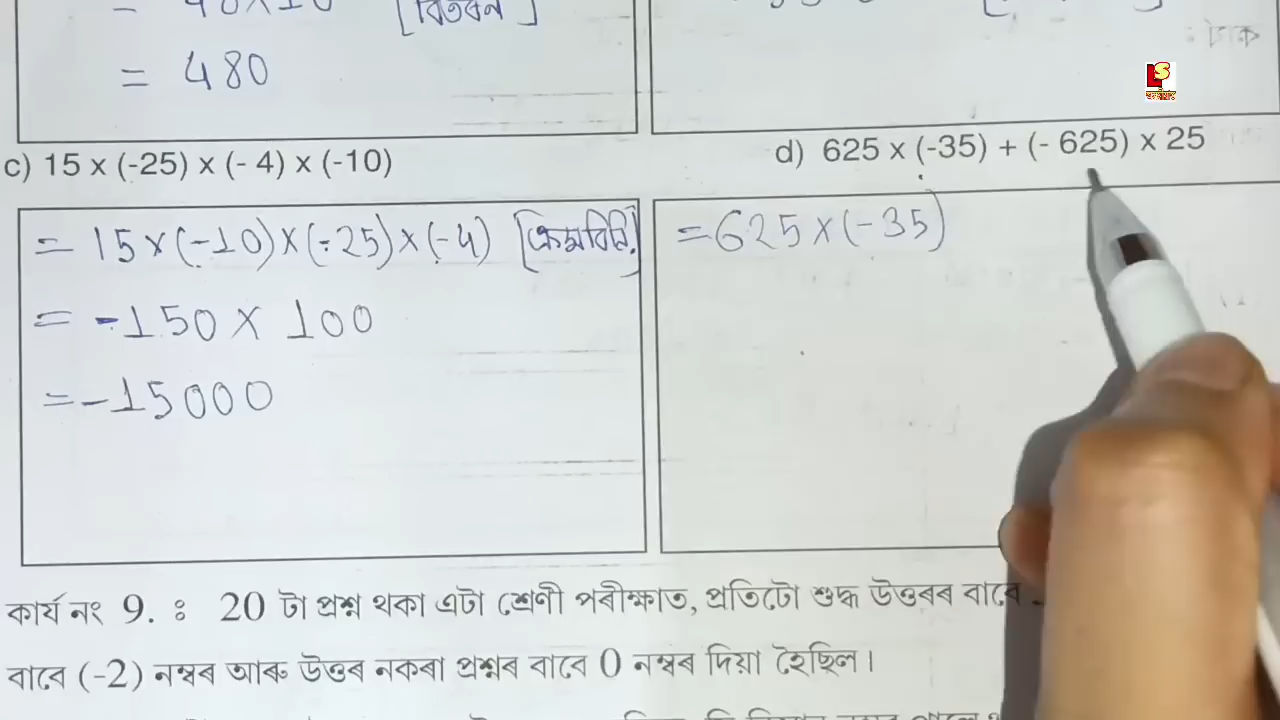 = 480
c) 15 x (-25) x (- 4) x (-10)
d) 625 x (-35) + (- 625) x 25
= 15 × (-10) × (-25) × (-4) [ক্ৰমবিনি.]
= -150 × 100
= -15000
= 625 × (-35)
কাৰ্য নং 9. ঃ 20 টা প্ৰশ্ন থকা এটা শ্ৰেণী পৰীক্ষাত, প্ৰতিটো শুদ্ধ উত্তৰৰ বাবে
বাবে (-2) নম্বৰ আৰু উত্তৰ নকৰা প্ৰশ্নৰ বাবে 0 নম্বৰ দিয়া হৈছিল।